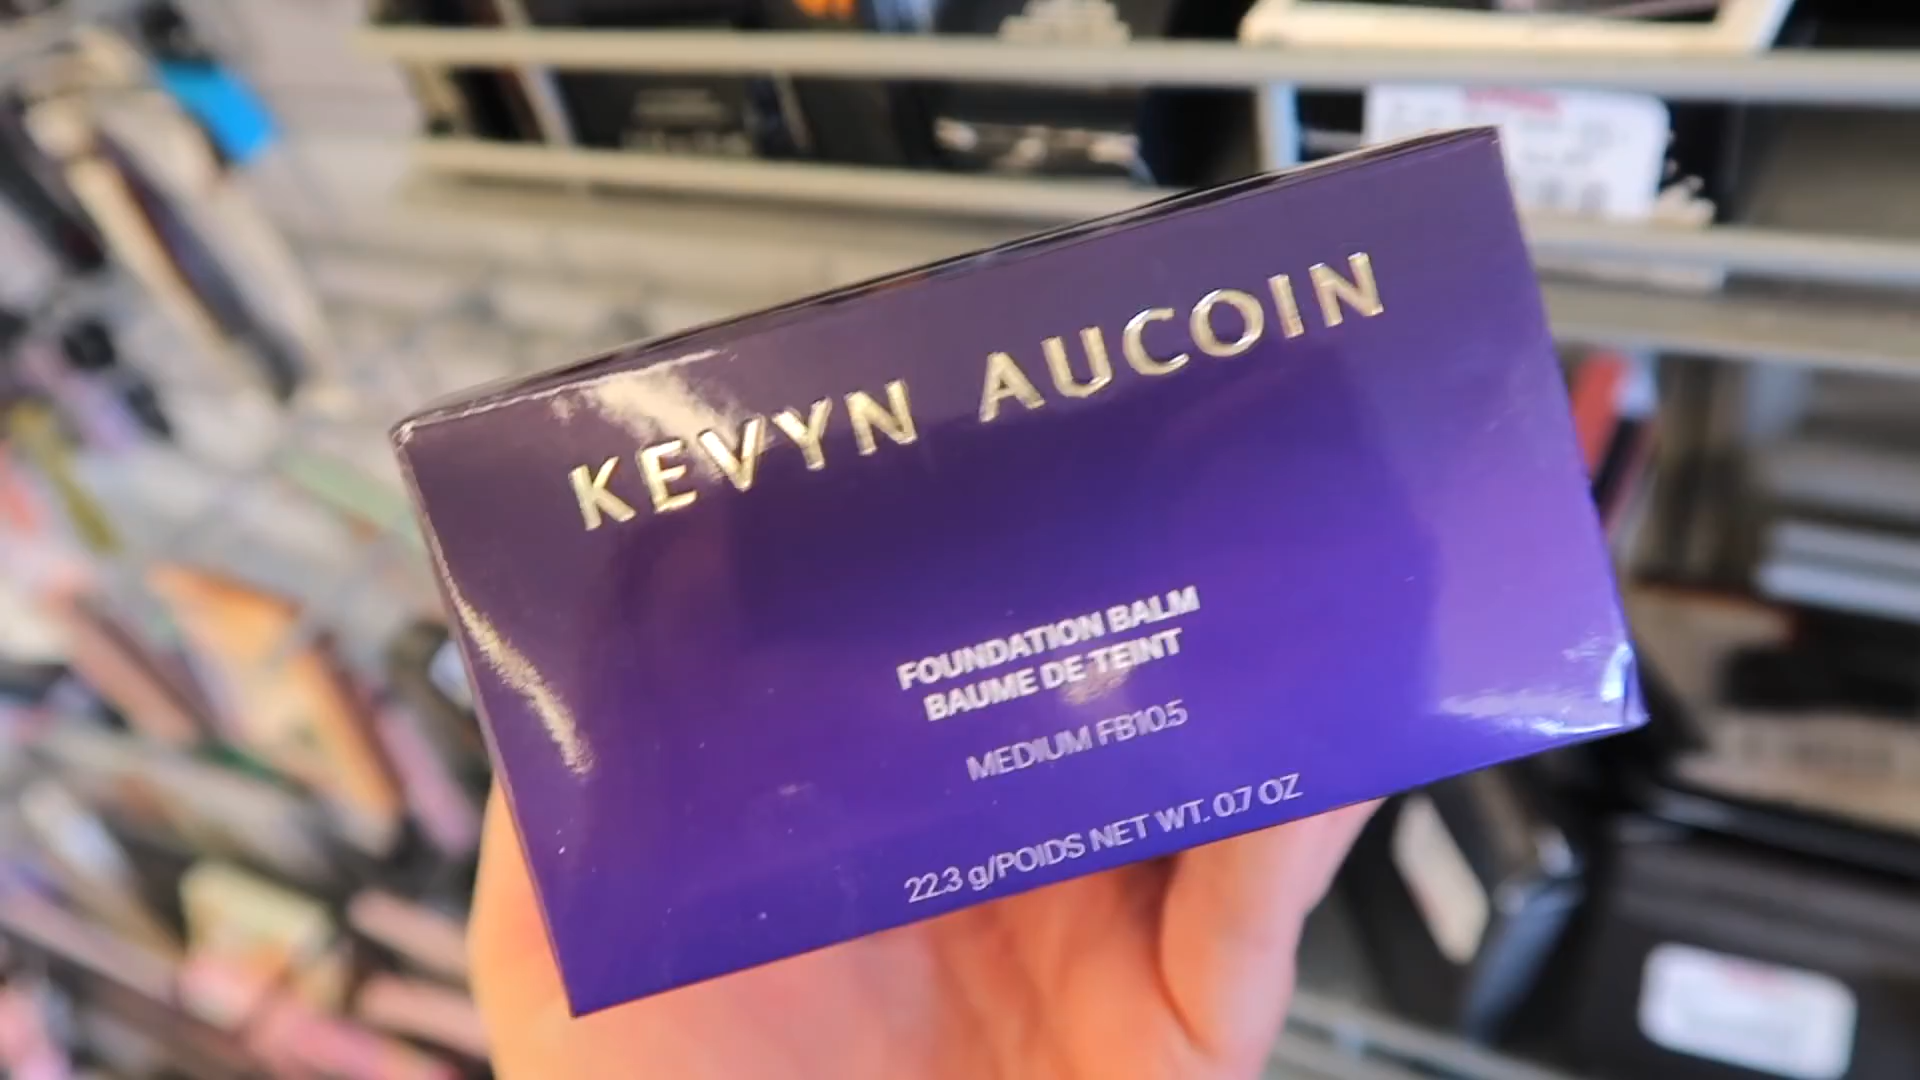 KEVYN AUCOIN
FOUNDATION BALM
BAUME DE TEINT
MEDIUM FB10.5
22.3 g/POIDS NET WT. 0.7 OZ